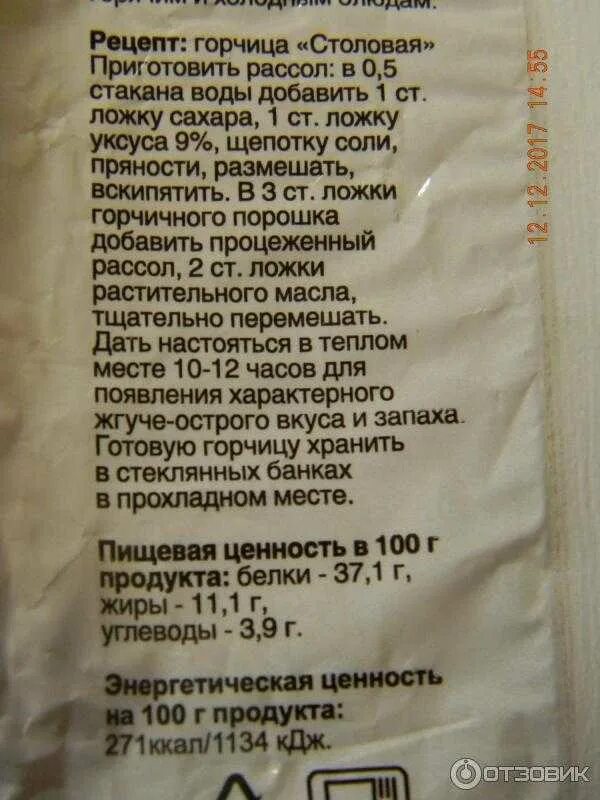 горячим и холодным блюдам.
Рецепт: горчица «Столовая»
Приготовить рассол: в 0,5
стакана воды добавить 1 ст.
ложку сахара, 1 ст. ложку
уксуса 9%, щепотку соли,
пряности, размешать,
вскипятить. В 3 ст. ложки
горчичного порошка
добавить процеженный
рассол, 2 ст. ложки
растительного масла,
тщательно перемешать.
Дать настояться в теплом
месте 10-12 часов для
появления характерного
жгуче-острого вкуса и запаха.
Готовую горчицу хранить
в стеклянных банках
в прохладном месте.
Пищевая ценность в 100 г
продукта: белки - 37,1 г,
жиры - 11,1 г,
углеводы - 3,9 г.
Энергетическая ценность
на 100 г продукта:
271ккал/1134 кДж.
12.12.2017 14:55
ОТЗОВИК